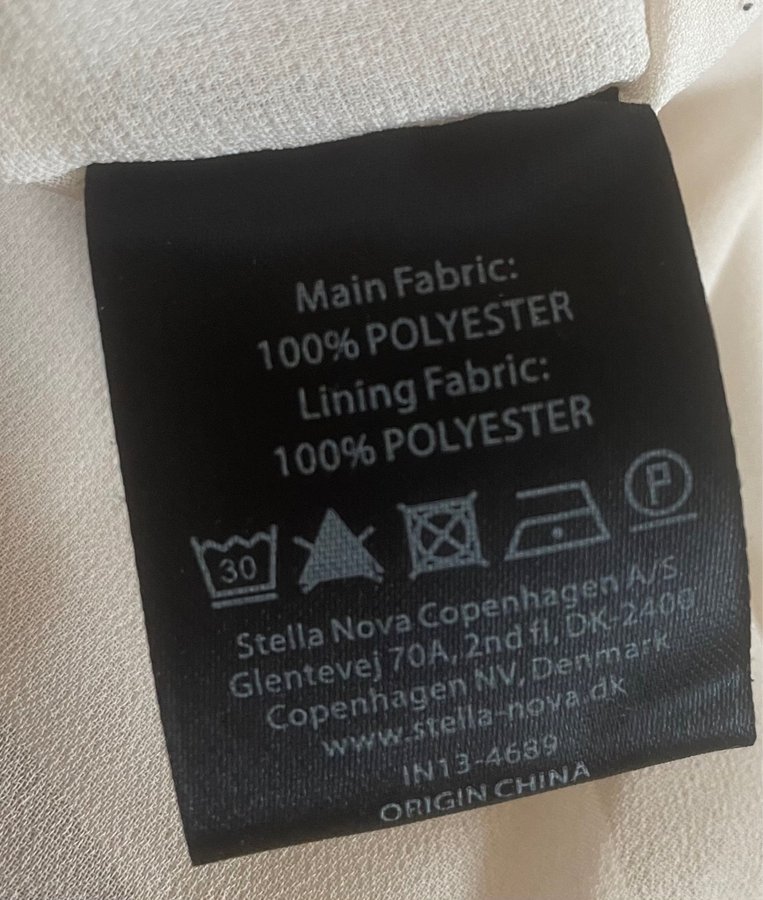 Main Fabric:
100% POLYESTER
Lining Fabric:
100% POLYESTER
30 P
Stella Nova Copenhagen A/S
Glentevej 70A, 2nd fl, DK-2400
Copenhagen NV, Denmark
www.stella-nova.dk
IN13-4689
ORIGIN CHINA